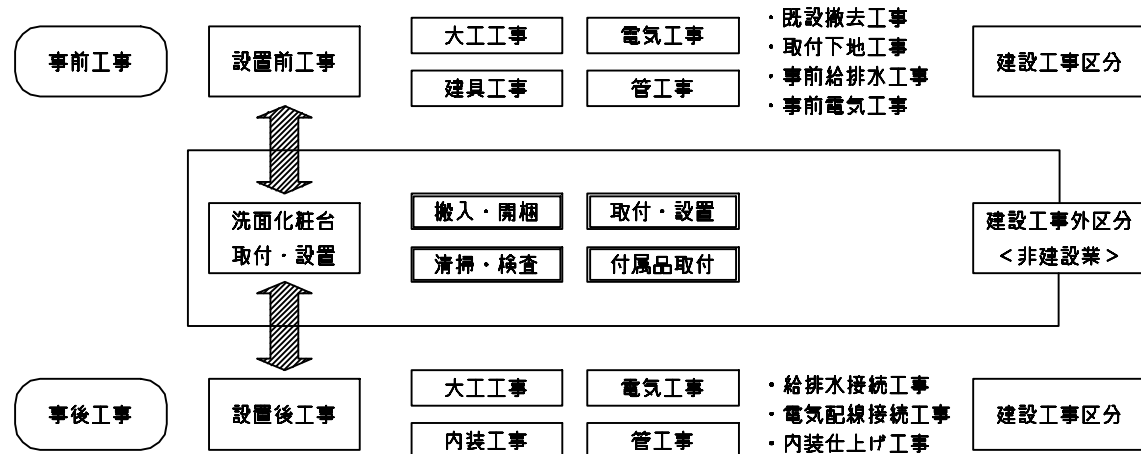 事前工事
設置前工事
大工工事
電気工事
建具工事
管工事
・既設撤去工事
・取付下地工事
・事前給排水工事
・事前電気工事
建設工事区分
洗面化粧台
取付・設置
搬入・開梱
取付・設置
清掃・検査
付属品取付
建設工事外区分
＜非建設業＞
事後工事
設置後工事
大工工事
電気工事
内装工事
管工事
・給排水接続工事
・電気配線接続工事
・内装仕上げ工事
建設工事区分